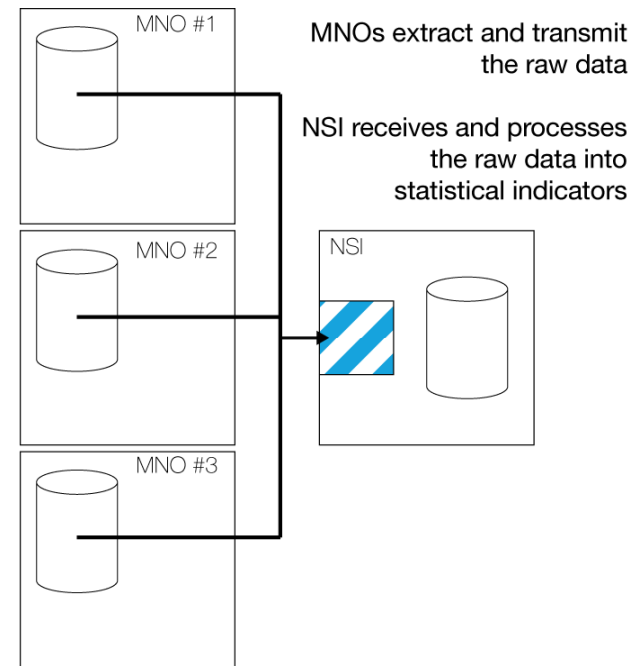 MNO #1
MNOs extract and transmit
the raw data
NSI receives and processes
the raw data into
statistical indicators
MNO #2
NSI
MNO #3